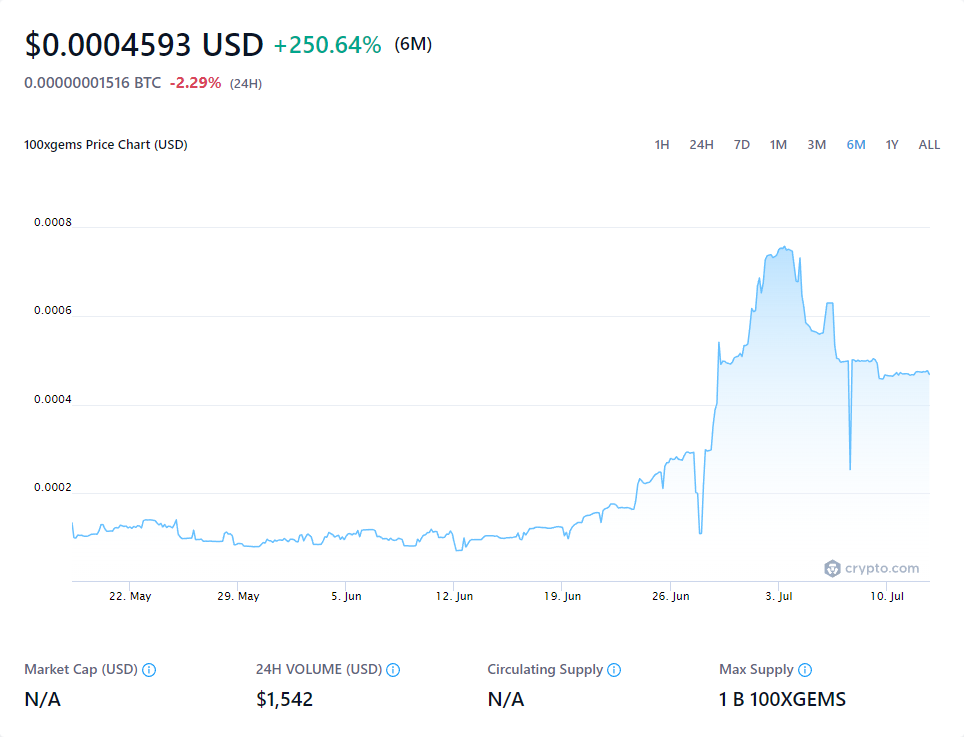 $0.0004593 USD +250.64% (6M)
0.00000001516 BTC -2.29% (24H)
100xgems Price Chart (USD) 1H 24H 7D 1M 3M 6M 1Y ALL
0.0008
0.0006
0.0004
0.0002
crypto.com
22. May 29. May 5. Jun 12. Jun 19. Jun 26. Jun 3. Jul 10. Jul
Market Cap (USD) 24H VOLUME (USD) Circulating Supply Max Supply
N/A $1,542 N/A 1 B 100XGEMS